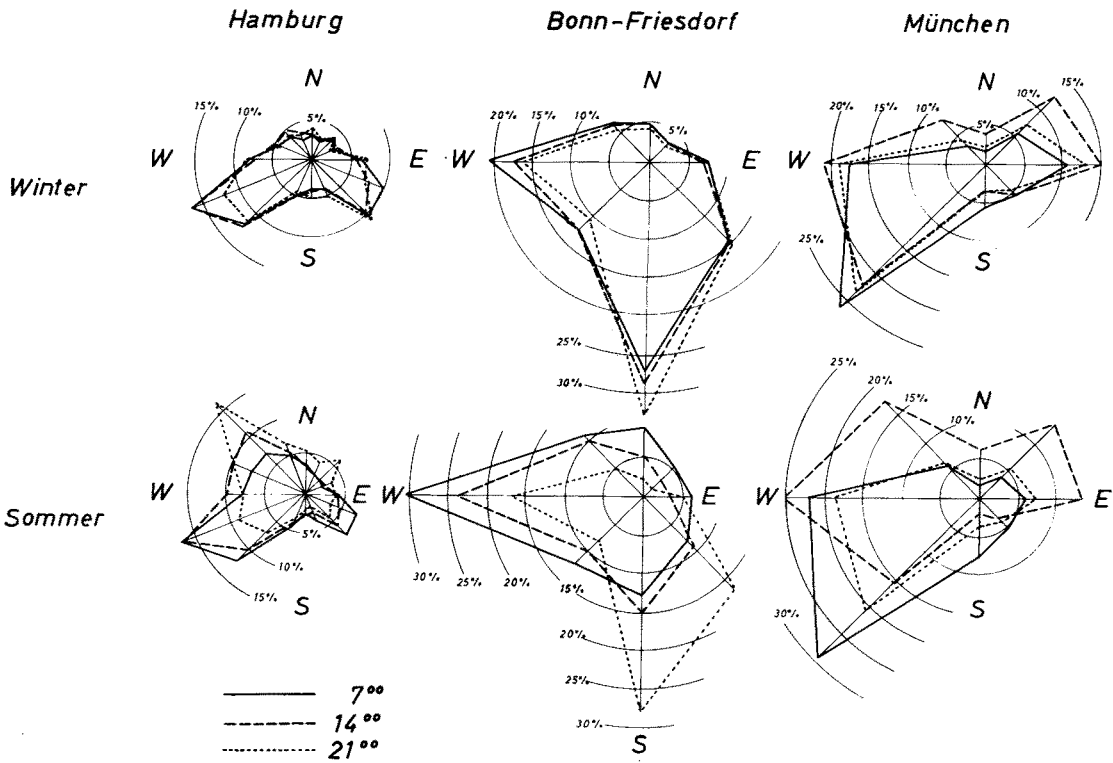 Hamburg Bonn-Friesdorf München
Winter
N
15% 10% 5%
W E
S
N
20% 15% 10% 5%
W E
25%
30%
N
20% 15% 10% 5% 10% 15%
W E
25%
S
Sommer
N
W E
5%
10%
15%
S
W E
30% 25% 20% 15%
20%
25%
30%
S
25% 20% 15% 10%
N
W E
30%
S
7⁰⁰
14⁰⁰
21⁰⁰